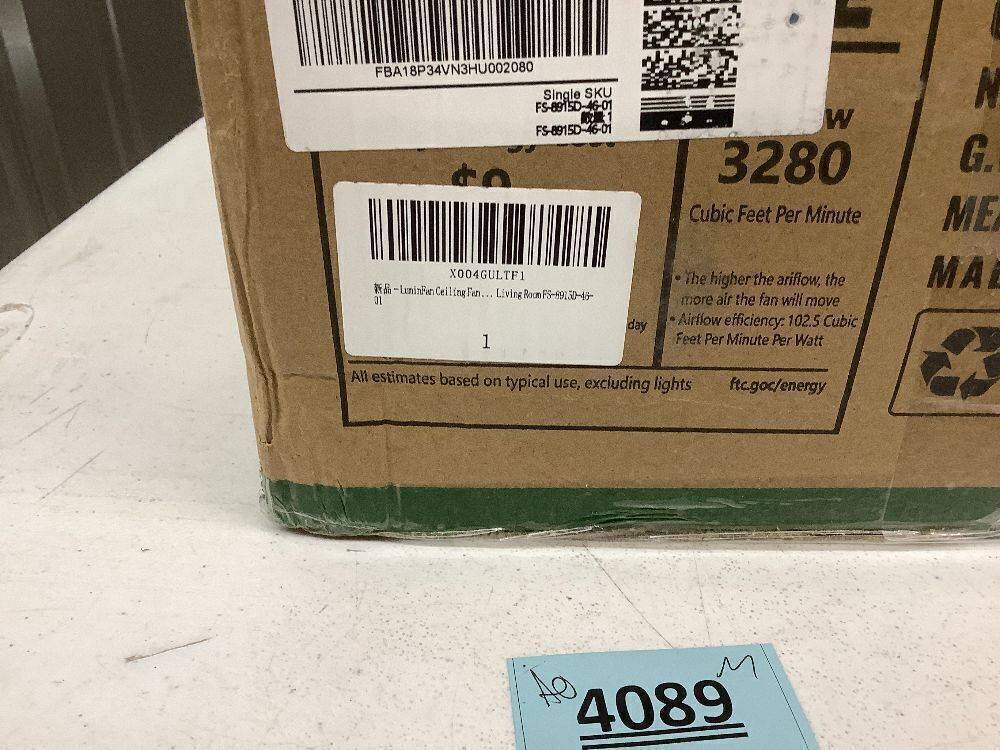 FBA18P34VN3HU002080
Single SKU
FS-8915D-46-01
数量 1
FS-8915D-46-01
3280
Cubic Feet Per Minute
• The higher the ariflow, the
more air the fan will move
• Airflow efficiency: 102.5 Cubic
Feet Per Minute Per Watt
X004GULTF1
新品 - LuminFan Ceiling Fan... Living Room FS-8915D-46-
01
1
day
All estimates based on typical use, excluding lights
ftc.goc/energy
N
G.
ME
MAD
4089
M